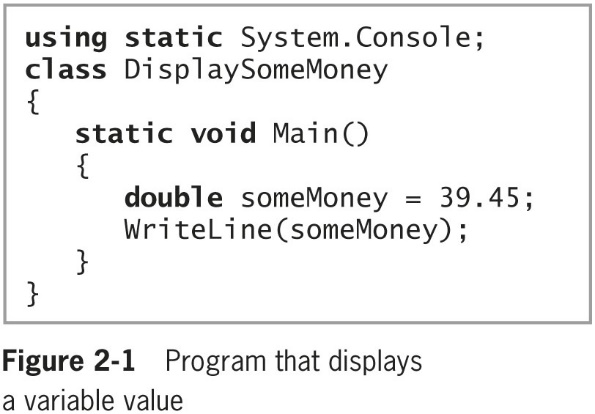 using static System.Console;
class DisplaySomeMoney
{
   static void Main()
   {
      double someMoney = 39.45;
      WriteLine(someMoney);
   }
}
Figure 2-1 Program that displays
a variable value